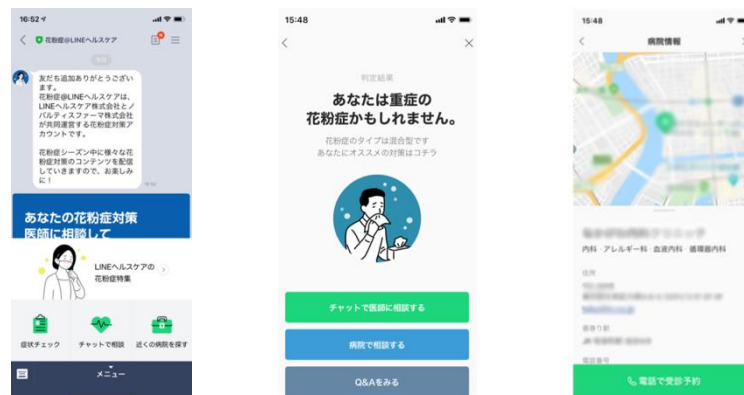 16:52
花粉症@LINEヘルスケア
友だち追加ありがとうござい
ます。
花粉症@LINEヘルスケアは、
LINEヘルスケア株式会社とノ
バルティスファーマ株式会社
が共同運営する花粉症対策ア
カウントです。
花粉症シーズン中に様々な花
粉症対策のコンテンツを配信
していきますので、お楽しみ
に！
あなたの花粉症対策
医師に相談して
LINEヘルスケアの
花粉症特集
症状チェック
チャットで相談
近くの病院を探す
メニュー
15:48
判定結果
あなたは重症の
花粉症かもしれません。
花粉症のタイプは混合型です
あなたにオススメの対策はコチラ
チャットで医師に相談する
病院で相談する
Q&Aをみる
15:48
病院情報
内科・アレルギー科・血液内科・循環器内科
住所
最寄り駅
電話番号
電話で受診予約